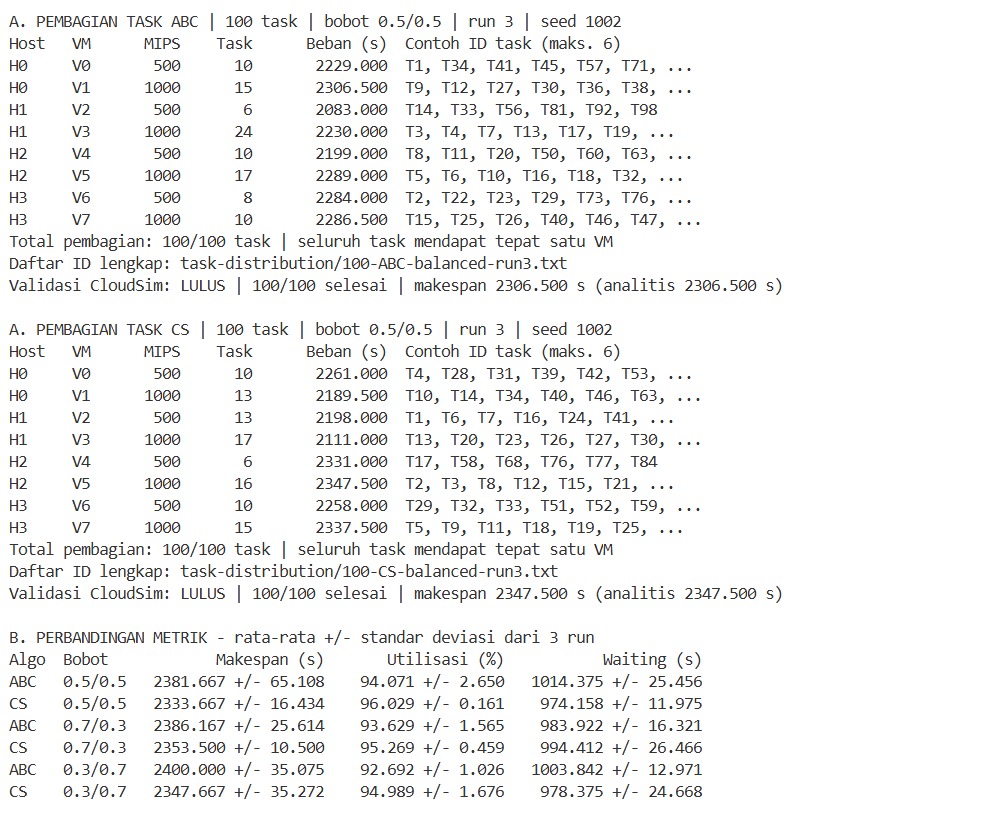 A. PEMBAGIAN TASK ABC | 100 task | bobot 0.5/0.5 | run 3 | seed 1002
Host VM MIPS Task Beban (s) Contoh ID task (maks. 6)
H0 V0 500 10 2229.000 T1, T34, T41, T45, T57, T71, ...
H0 V1 1000 15 2306.500 T9, T12, T27, T30, T36, T38, ...
H1 V2 500 6 2083.000 T14, T33, T56, T81, T92, T98
H1 V3 1000 24 2230.000 T3, T4, T7, T13, T17, T19, ...
H2 V4 500 10 2199.000 T8, T11, T20, T50, T60, T63, ...
H2 V5 1000 17 2289.000 T5, T6, T10, T16, T18, T32, ...
H3 V6 500 8 2284.000 T2, T22, T23, T29, T73, T76, ...
H3 V7 1000 10 2286.500 T15, T25, T26, T40, T46, T47, ...
Total pembagian: 100/100 task | seluruh task mendapat tepat satu VM
Daftar ID lengkap: task-distribution/100-ABC-balanced-run3.txt
Validasi CloudSim: LULUS | 100/100 selesai | makespan 2306.500 s (analitis 2306.500 s)
A. PEMBAGIAN TASK CS | 100 task | bobot 0.5/0.5 | run 3 | seed 1002
Host VM MIPS Task Beban (s) Contoh ID task (maks. 6)
H0 V0 500 10 2261.000 T4, T28, T31, T39, T42, T53, ...
H0 V1 1000 13 2189.500 T10, T14, T34, T40, T46, T63, ...
H1 V2 500 13 2198.000 T1, T6, T7, T16, T24, T41, ...
H1 V3 1000 17 2111.000 T13, T20, T23, T26, T27, T30, ...
H2 V4 500 6 2331.000 T17, T58, T68, T76, T77, T84
H2 V5 1000 16 2347.500 T2, T3, T8, T12, T15, T21, ...
H3 V6 500 10 2258.000 T29, T32, T33, T51, T52, T59, ...
H3 V7 1000 15 2337.500 T5, T9, T11, T18, T19, T25, ...
Total pembagian: 100/100 task | seluruh task mendapat tepat satu VM
Daftar ID lengkap: task-distribution/100-CS-balanced-run3.txt
Validasi CloudSim: LULUS | 100/100 selesai | makespan 2347.500 s (analitis 2347.500 s)
B. PERBANDINGAN METRIK - rata-rata +/- standar deviasi dari 3 run
Algo Bobot Makespan (s) Utilisasi (%) Waiting (s)
ABC 0.5/0.5 2381.667 +/- 65.108 94.071 +/- 2.650 1014.375 +/- 25.456
CS 0.5/0.5 2333.667 +/- 16.434 96.029 +/- 0.161 974.158 +/- 11.975
ABC 0.7/0.3 2386.167 +/- 25.614 93.629 +/- 1.565 983.922 +/- 16.321
CS 0.7/0.3 2353.500 +/- 10.500 95.269 +/- 0.459 994.412 +/- 26.466
ABC 0.3/0.7 2400.000 +/- 35.075 92.692 +/- 1.026 1003.842 +/- 12.971
CS 0.3/0.7 2347.667 +/- 35.272 94.989 +/- 1.676 978.375 +/- 24.668